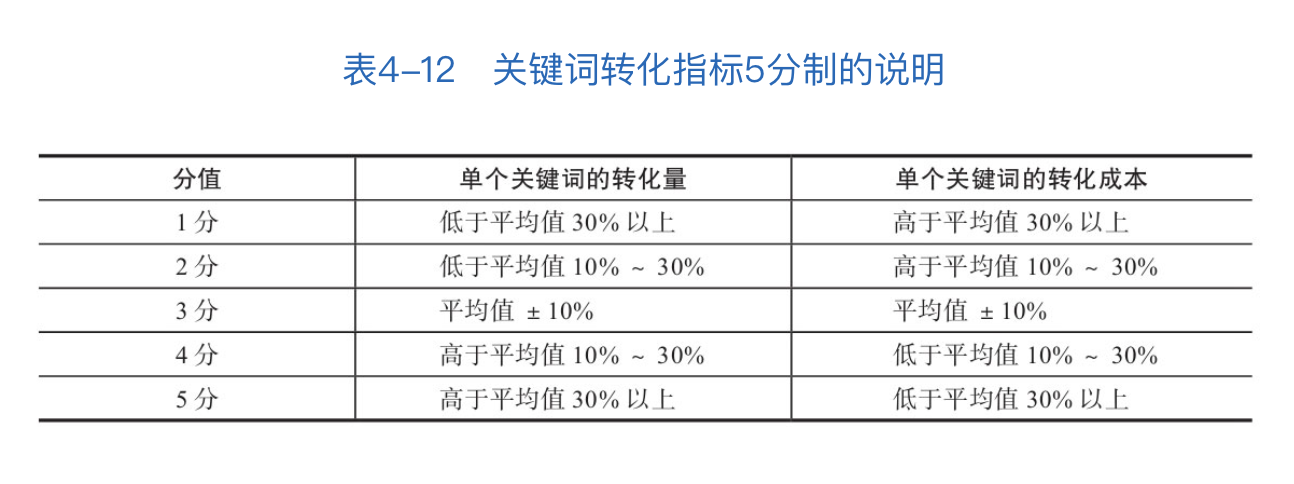 表4-12 关键词转化指标5分制的说明
分值 单个关键词的转化量 单个关键词的转化成本
1分 低于平均值 30% 以上 高于平均值 30% 以上
2分 低于平均值 10% ~ 30% 高于平均值 10% ~ 30%
3分 平均值 ± 10% 平均值 ± 10%
4分 高于平均值 10% ~ 30% 低于平均值 10% ~ 30%
5分 高于平均值 30% 以上 低于平均值 30% 以上